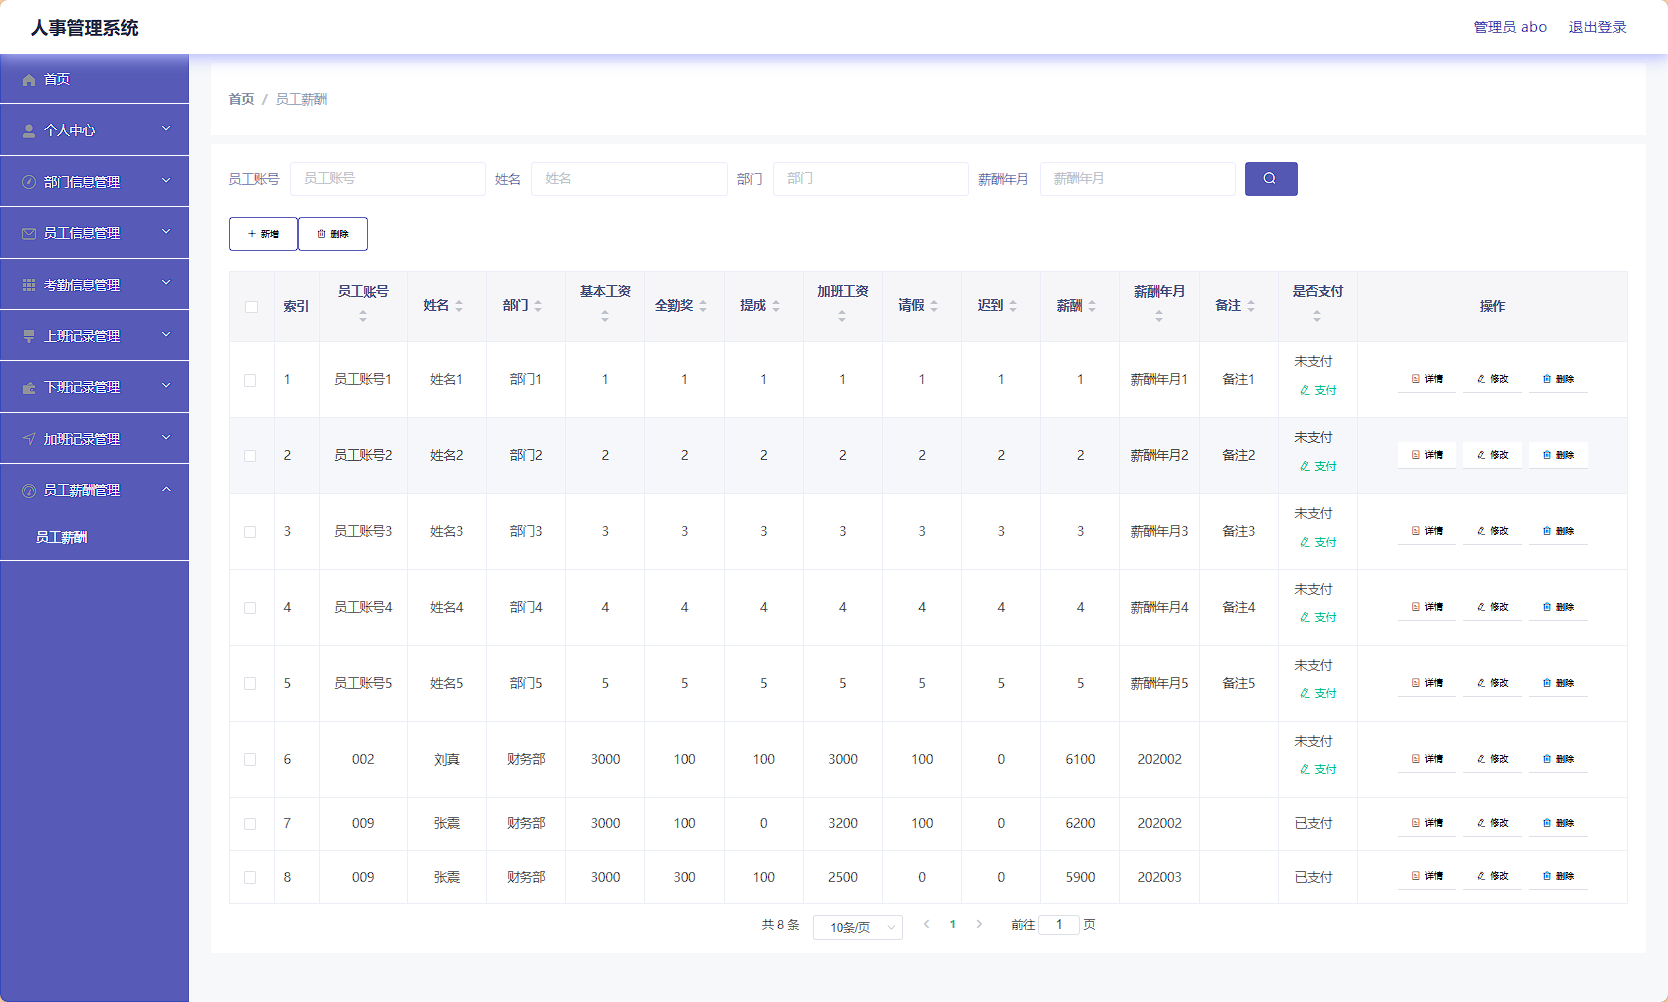 人事管理系统
管理员 abo 退出登录
首页
个人中心
部门信息管理
员工信息管理
考勤信息管理
上班记录管理
下班记录管理
加班记录管理
员工薪酬管理
员工薪酬
首页 / 员工薪酬
员工账号 员工账号 姓名 姓名 部门 部门 薪酬年月 薪酬年月
新增 删除
索引 员工账号 姓名 部门 基本工资 全勤奖 提成 加班工资 请假 迟到 薪酬 薪酬年月 备注 是否支付 操作
1 员工账号1 姓名1 部门1 1 1 1 1 1 1 1 薪酬年月1 备注1 未支付 支付 详情 修改 删除
2 员工账号2 姓名2 部门2 2 2 2 2 2 2 2 薪酬年月2 备注2 未支付 支付 详情 修改 删除
3 员工账号3 姓名3 部门3 3 3 3 3 3 3 3 薪酬年月3 备注3 未支付 支付 详情 修改 删除
4 员工账号4 姓名4 部门4 4 4 4 4 4 4 4 薪酬年月4 备注4 未支付 支付 详情 修改 删除
5 员工账号5 姓名5 部门5 5 5 5 5 5 5 5 薪酬年月5 备注5 未支付 支付 详情 修改 删除
6 002 刘真 财务部 3000 100 100 3000 100 0 6100 202002 未支付 支付 详情 修改 删除
7 009 张震 财务部 3000 100 0 3200 100 0 6200 202002 已支付 详情 修改 删除
8 009 张震 财务部 3000 300 100 2500 0 0 5900 202003 已支付 详情 修改 删除
共 8 条 10条/页 1 前往 1 页